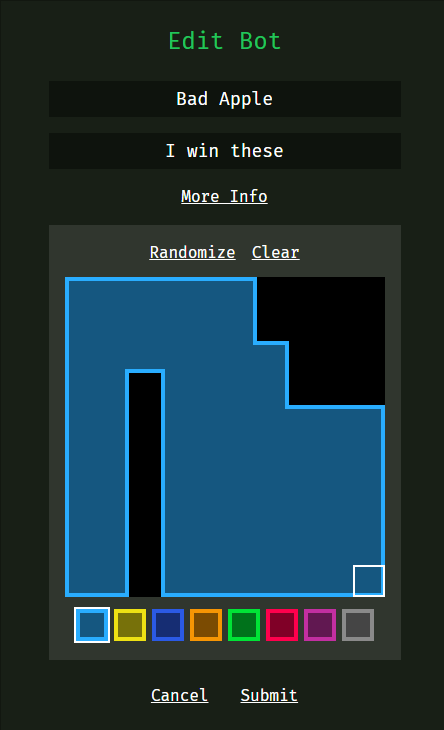 Edit Bot
Bad Apple
I win these
More Info
Randomize Clear
Cancel Submit